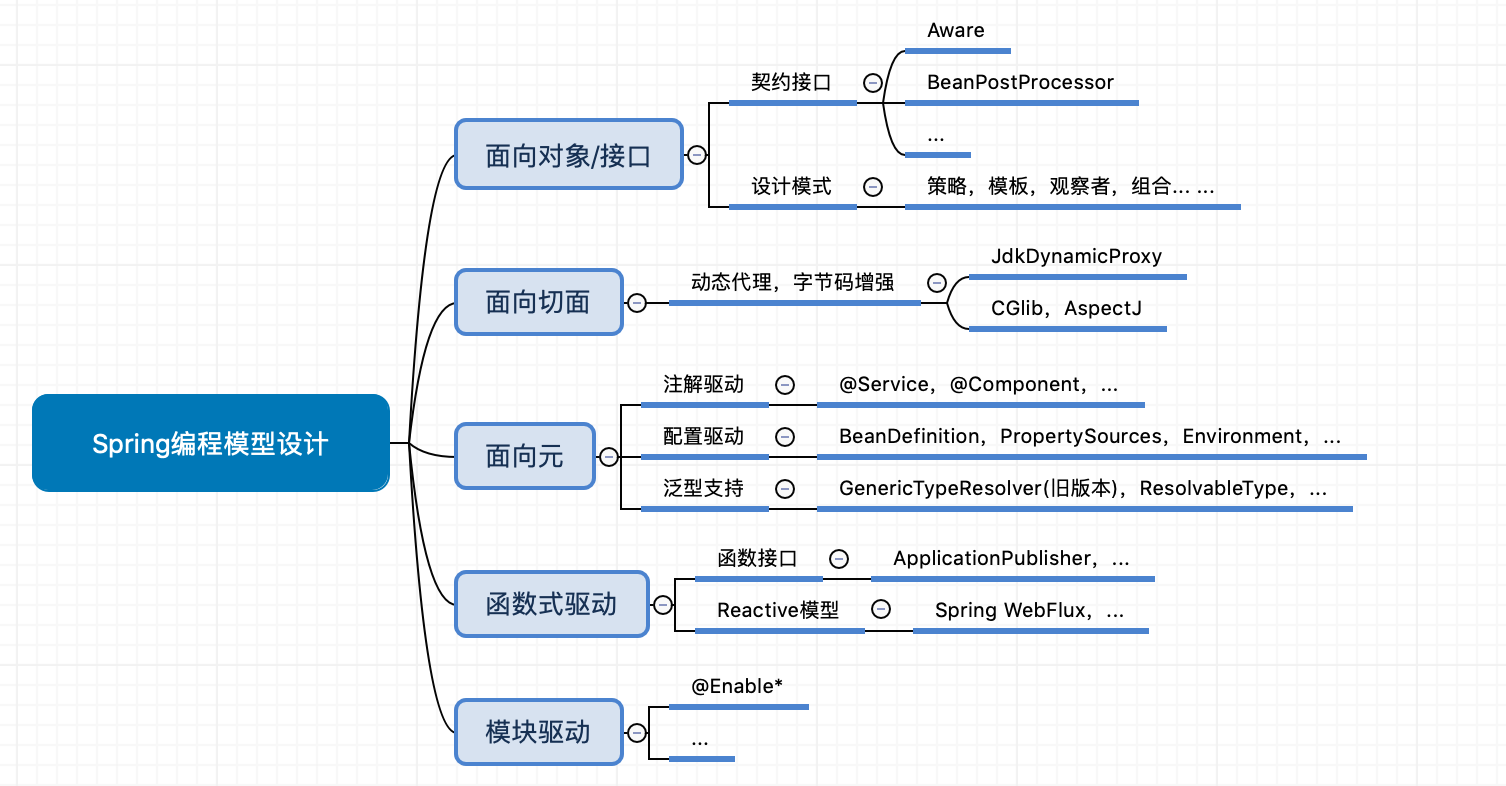 Spring编程模型设计
面向对象/接口
契约接口
Aware
BeanPostProcessor
...
设计模式
策略，模板，观察者，组合... ...
面向切面
动态代理，字节码增强
JdkDynamicProxy
CGlib，AspectJ
面向元
注解驱动
@Service，@Component，...
配置驱动
BeanDefinition，PropertySources，Environment，...
泛型支持
GenericTypeResolver(旧版本)，ResolvableType，...
函数式驱动
函数接口
ApplicationPublisher，...
Reactive模型
Spring WebFlux，...
模块驱动
@Enable*
...